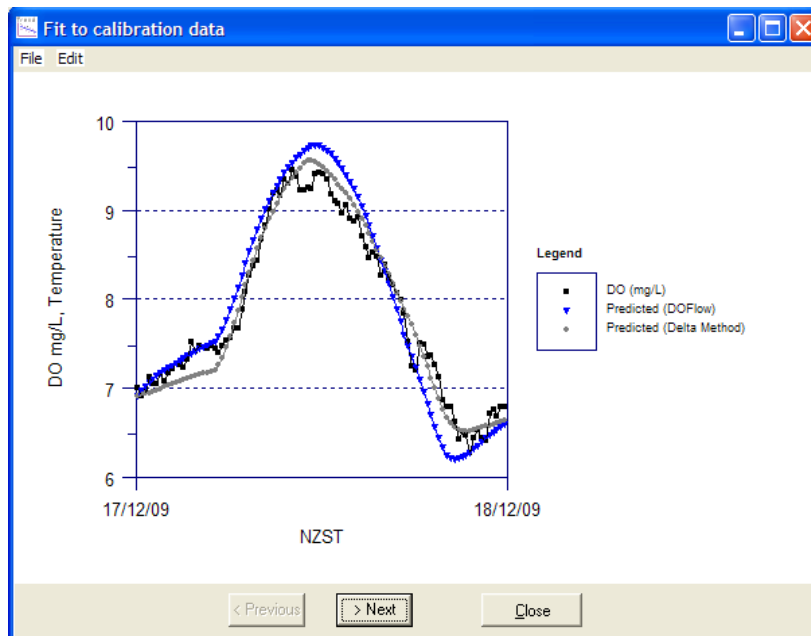 Fit to calibration data
File Edit
10
9
8
7
6
DO mg/L, Temperature
17/12/09
18/12/09
NZST
Legend
DO (mg/L)
Predicted (DOFlow)
Predicted (Delta Method)
< Previous
> Next
Close